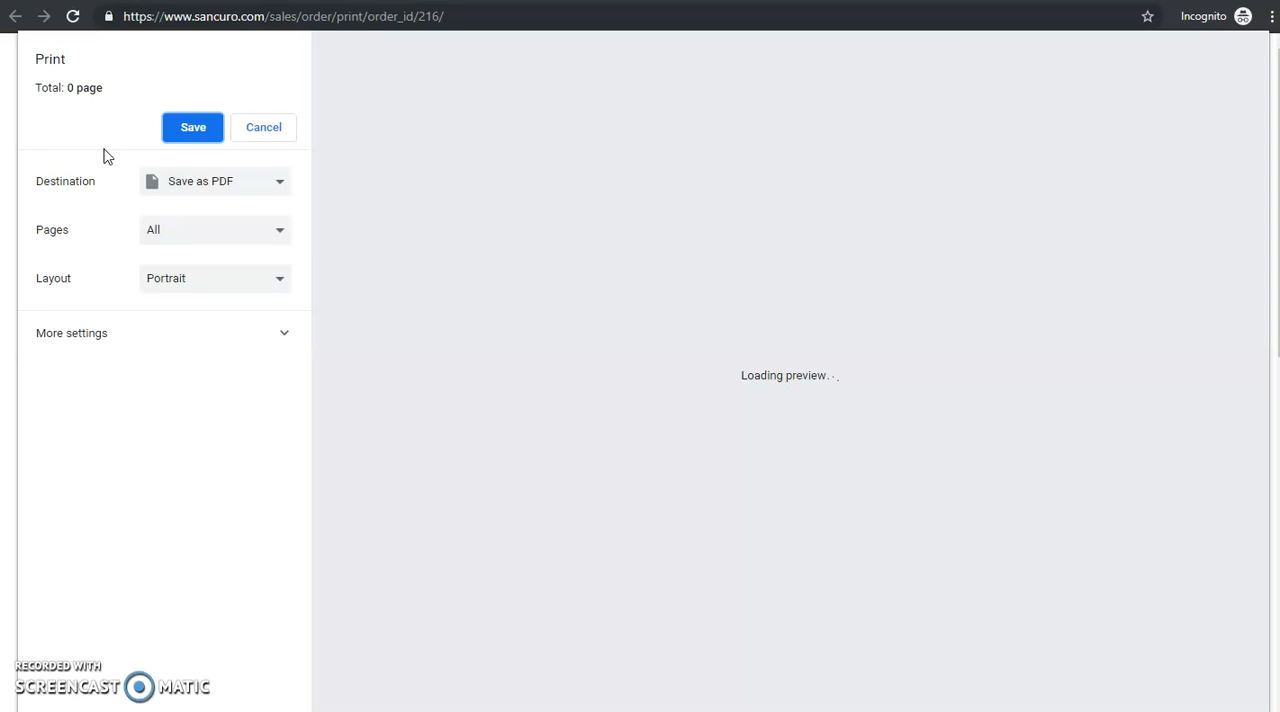 https://www.sancuro.com/sales/order/print/order_id/216/
Incognito
Print
Total: 0 page
Save
Cancel
Destination
Save as PDF
Pages
All
Layout
Portrait
More settings
Loading preview...
RECORDED WITH
SCREENCAST MATIC